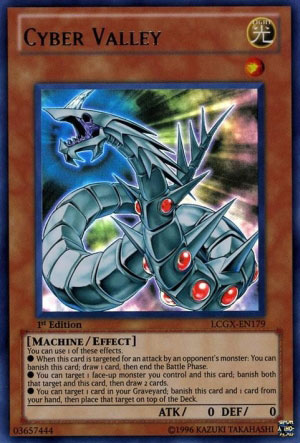 CYBER VALLEY
LIGHT
光
1st Edition
LCGX-EN179
[MACHINE / EFFECT]
You can use 1 of these effects.
● When this card is targeted for an attack by an opponent's monster: You can
banish this card; draw 1 card, then end the Battle Phase.
● You can target 1 face-up monster you control and this card; banish both
that target and this card, then draw 2 cards.
● You can target 1 card in your Graveyard; banish this card and 1 card from
your hand, then place that target on top of the Deck.
ATK/ 0 DEF/ 0
03657444
©1996 KAZUKI TAKAHASHI